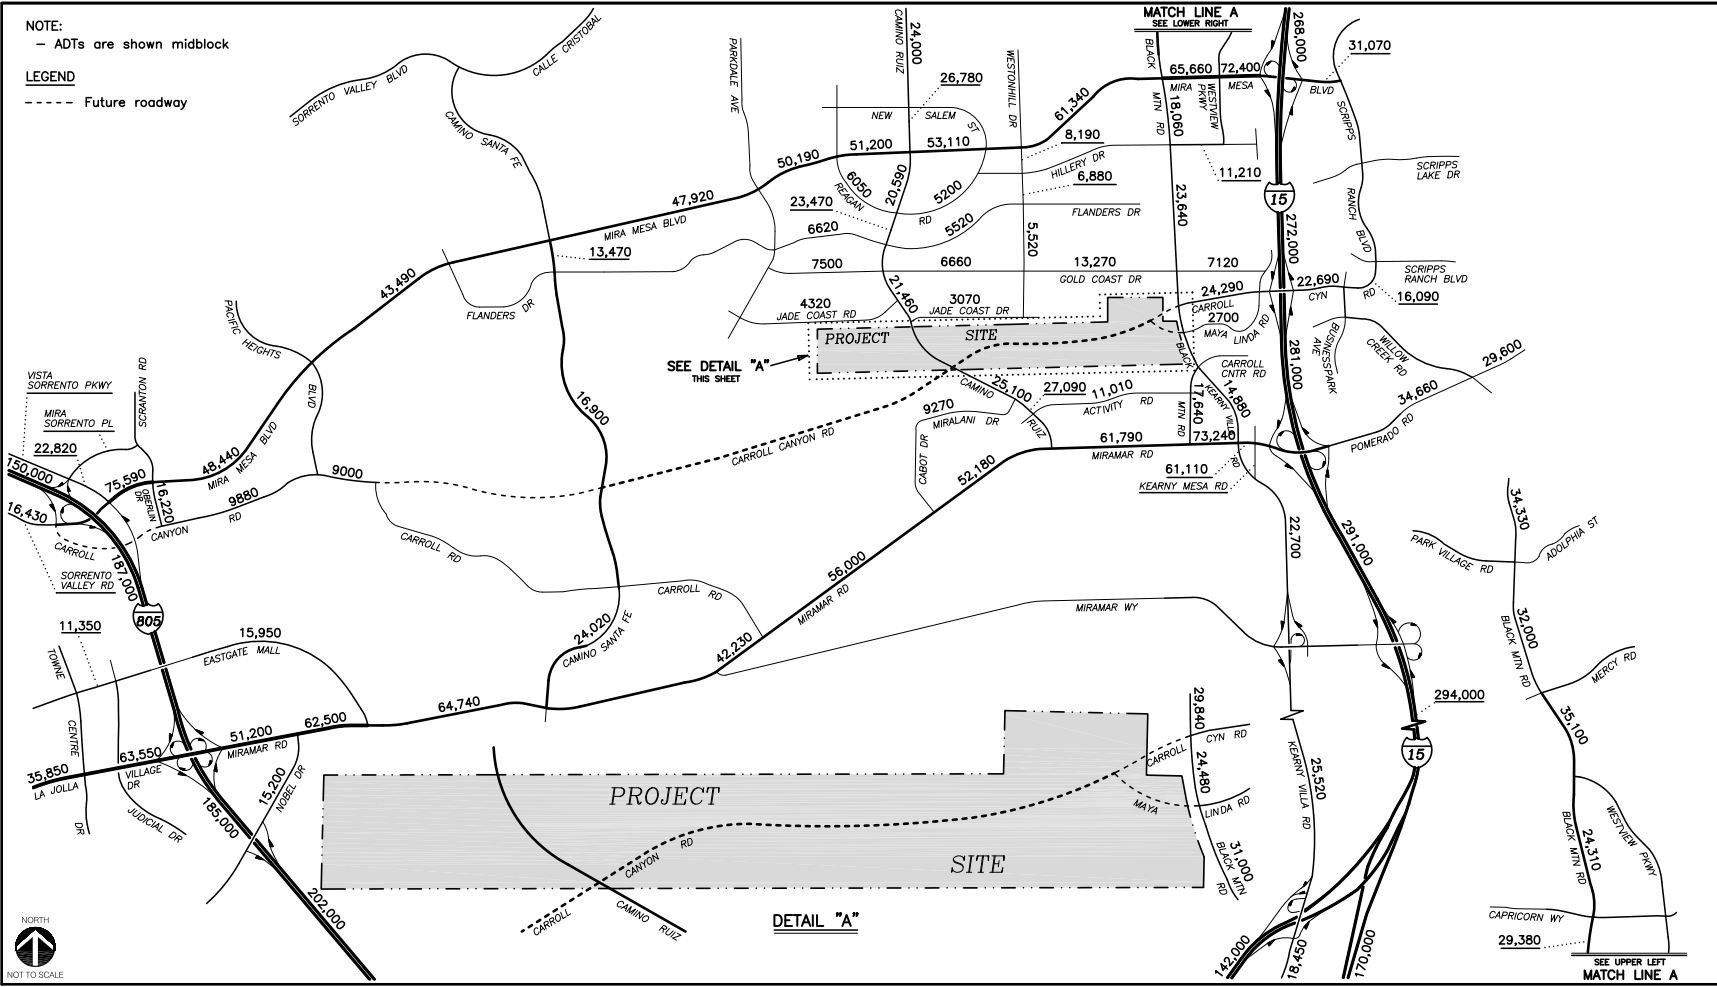 NOTE:
– ADTs are shown midblock
LEGEND
Future roadway
MATCH LINE A
SEE LOWER RIGHT
SORRENTO VALLEY BLVD
CALLE CRISTOBAL
CAMINO SANTA FE
PARKDALE AVE
CAMINO RUIZ
24,000
26,780
WESTONHILL DR
NEW SALEM ST
61,340
8,190
HILLERY DR
6,880
BLACK MTN RD
18,060
65,660
72,400
MIRA MESA BLVD
WESTVIEW PKWY
268,000
31,070
SCRIPPS RANCH BLVD
SCRIPPS
LAKE DR
11,210
15
50,190
51,200
53,110
6050
REAGAN RD
20,590
5200
47,920
MIRA MESA BLVD
23,470
6620
5520
FLANDERS DR
5,520
23,640
272,000
13,470
43,490
FLANDERS DR
7500
6660
13,270
7120
GOLD COAST DR
SCRIPPS
RANCH BLVD
16,090
24,290
22,690
CARROLL CYN RD
21,460
4320
JADE COAST RD
3070
JADE COAST DR
2700
MAYA LINDA RD
PROJECT SITE
SEE DETAIL "A"
THIS SHEET
BLACK MTN RD
17,640
CARROLL
CNTR RD
KEARNY VILLA RD
14,880
281,000
BUSINESSPARK
AVE
WILLOW
CREEK RD
29,600
34,660
POMERADO RD
PACIFIC HEIGHTS BLVD
VISTA
SORRENTO PKWY
MIRA
SORRENTO PL
SCRANTON RD
22,820
150,000
75,590
48,440
MIRA MESA BLVD
16,900
CAMINO RUIZ
25,100
27,090
11,010
ACTIVITY RD
9270
MIRALANI DR
CABOT DR
61,790
MIRAMAR RD
73,240
61,110
KEARNY MESA RD
52,180
CARROLL CANYON RD
9000
9880
16,220
OBERLIN
DR
16,430
CARROLL CANYON RD
SORRENTO
VALLEY RD
187,000
805
CARROLL RD
CARROLL RD
56,000
MIRAMAR RD
42,230
MIRAMAR WY
22,700
291,000
34,330
PARK VILLAGE RD
ADOLPHIA ST
32,000
BLACK MTN RD
MERCY RD
35,100
11,350
15,950
EASTGATE MALL
TOWNE CENTRE DR
24,020
CAMINO SANTA FE
64,740
62,500
51,200
MIRAMAR RD
63,550
35,850
LA JOLLA VILLAGE DR
JUDICIAL DR
15,200
NOBEL DR
185,000
202,000
294,000
15
29,840
CARROLL CYN RD
24,480
MAYA LINDA RD
31,000
BLACK MTN
RD
KEARNY VILLA RD
25,520
PROJECT
SITE
CARROLL CANYON RD
CAMINO RUIZ
DETAIL "A"
142,000
18,450
170,000
WESTVIEW PKWY
BLACK MTN RD
24,310
CAPRICORN WY
29,380
SEE UPPER LEFT
MATCH LINE A
NORTH
NOT TO SCALE